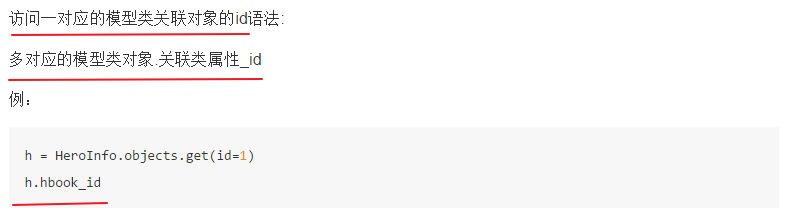 访问一对应的模型类关联对象的id语法:
多对应的模型类对象.关联类属性_id
例：
h = HeroInfo.objects.get(id=1)
h.hbook_id